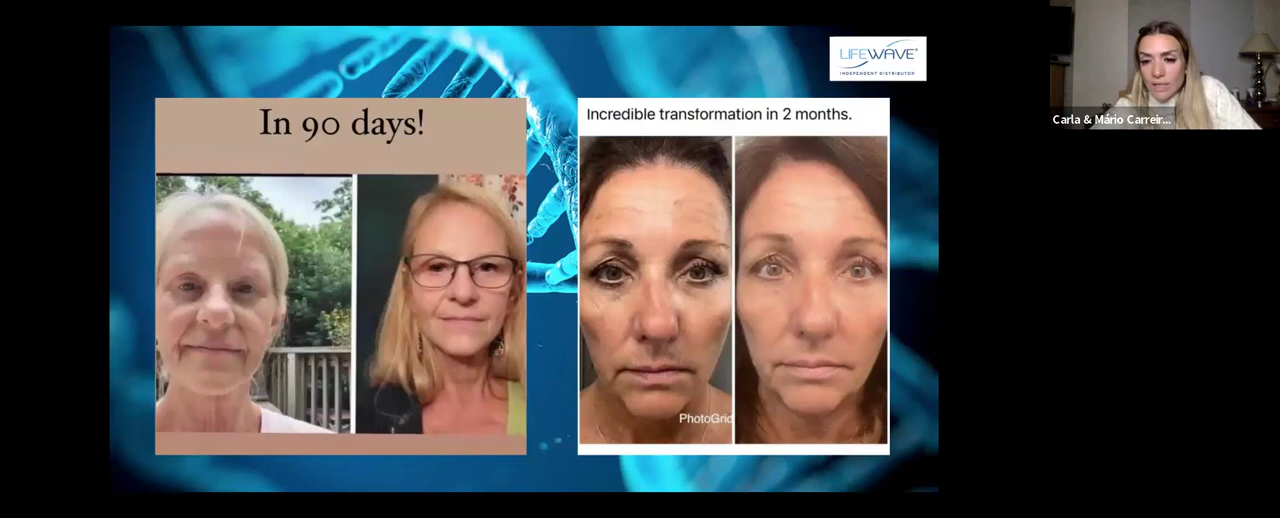 LIFEWAVE®
INDEPENDENT DISTRIBUTOR
In 90 days!
Incredible transformation in 2 months.
PhotoGrid
Carla & Mário Carreir...